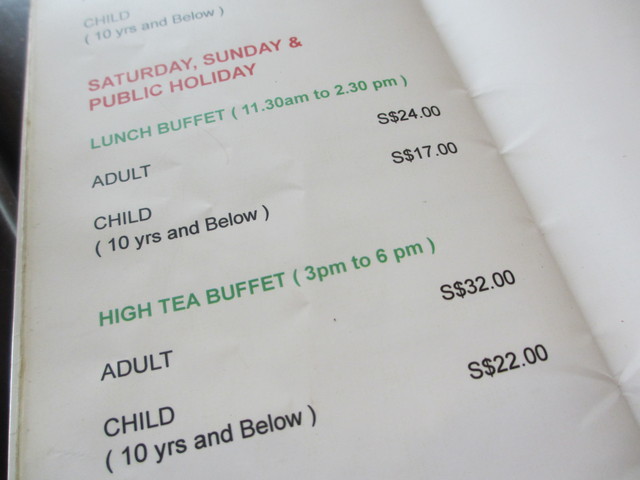 CHILD
( 10 yrs and Below )
SATURDAY, SUNDAY &
PUBLIC HOLIDAY
LUNCH BUFFET ( 11.30am to 2.30 pm )
ADULT S$24.00
CHILD S$17.00
( 10 yrs and Below )
HIGH TEA BUFFET ( 3pm to 6 pm )
ADULT S$32.00
CHILD S$22.00
( 10 yrs and Below )